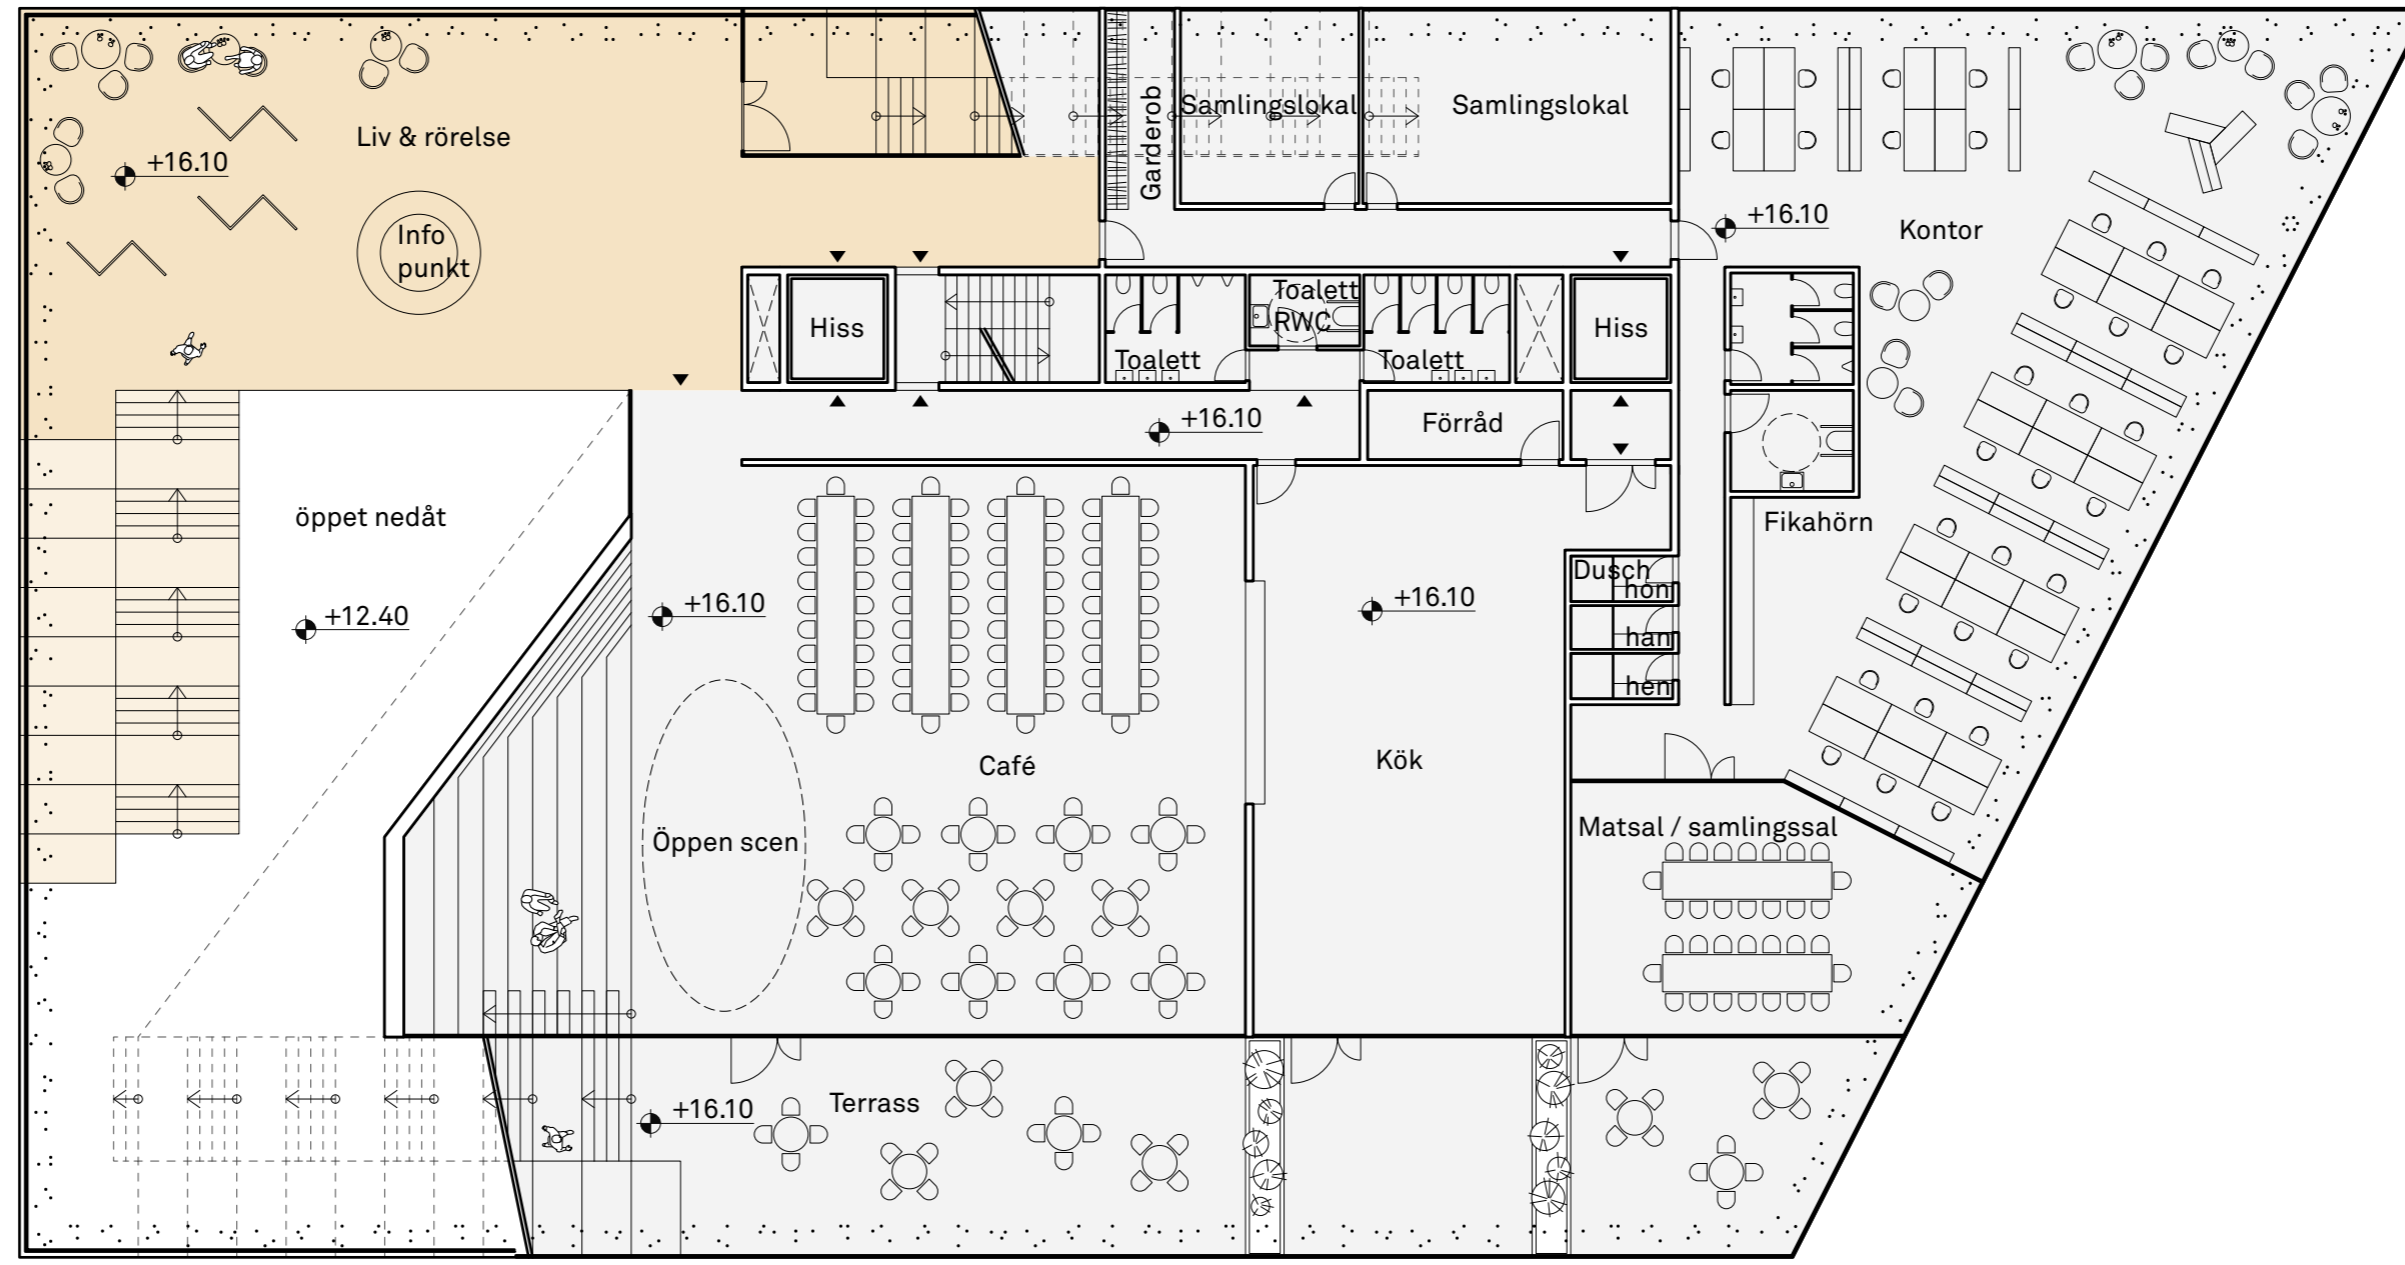 Garderob
Samlingslokal
Samlingslokal
Liv & rörelse
+16.10
+16.10
Kontor
Info
punkt
Hiss
Toalett
RWC
Toalett
Toalett
Hiss
+16.10
Förråd
öppet nedåt
Fikahörn
+12.40
+16.10
+16.10
Dusch
hon
han
hen
Café
Kök
Öppen scen
Matsal / samlingssal
Terrass
+16.10